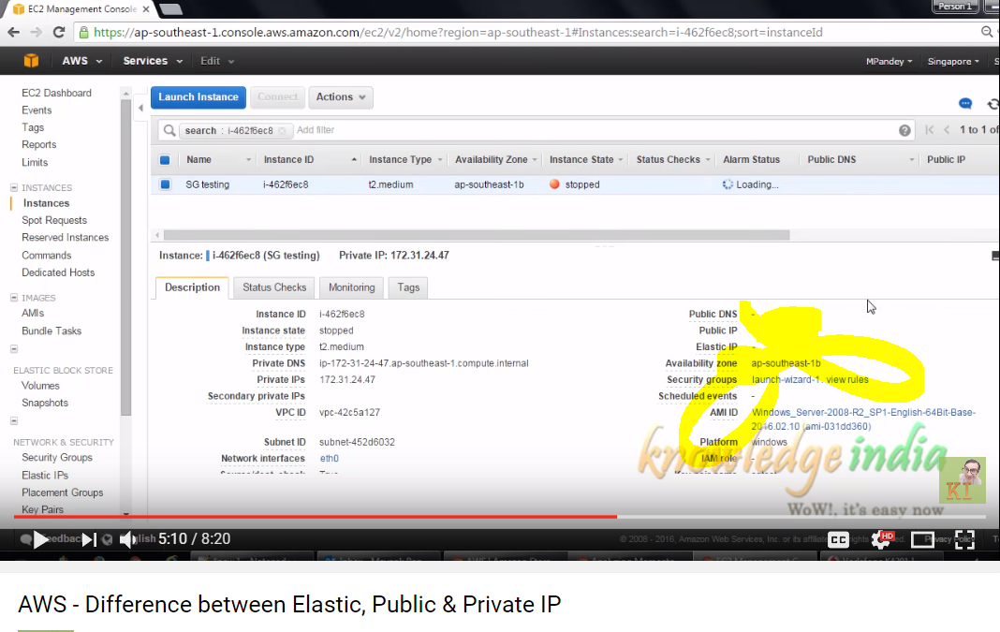 EC2 Management Console
Person 1
https://ap-southeast-1.console.aws.amazon.com/ec2/v2/home?region=ap-southeast-1#Instances:search=i-462f6ec8;sort=instanceId
AWS Services Edit MPandey Singapore S
EC2 Dashboard
Events
Tags
Reports
Limits
INSTANCES
Instances
Spot Requests
Reserved Instances
Commands
Dedicated Hosts
IMAGES
AMIs
Bundle Tasks
ELASTIC BLOCK STORE
Volumes
Snapshots
NETWORK & SECURITY
Security Groups
Elastic IPs
Placement Groups
Key Pairs
Launch Instance Connect Actions
search : i-462f6ec8 Add filter 1 to 1 of
Name Instance ID Instance Type Availability Zone Instance State Status Checks Alarm Status Public DNS Public IP
SG testing i-462f6ec8 t2.medium ap-southeast-1b stopped Loading...
Instance: i-462f6ec8 (SG testing) Private IP: 172.31.24.47
Description Status Checks Monitoring Tags
Instance ID i-462f6ec8
Instance state stopped
Instance type t2.medium
Private DNS ip-172-31-24-47.ap-southeast-1.compute.internal
Private IPs 172.31.24.47
Secondary private IPs
VPC ID vpc-42c5a127
Subnet ID subnet-452d6032
Network interfaces eth0
Public DNS -
Public IP
Elastic IP -
Availability zone ap-southeast-1b
Security groups launch-wizard-1. view rules
Scheduled events -
AMI ID Windows_Server-2008-R2_SP1-English-64Bit-Base-
2016.02.10 (ami-031dd360)
Platform windows
IAM role -
knowledge india
KI
WoW!, it's easy now
5:10 / 8:20
CC HD
© 2008 - 2016, Amazon Web Services, Inc. or its
Privacy Policy
AWS - Difference between Elastic, Public & Private IP